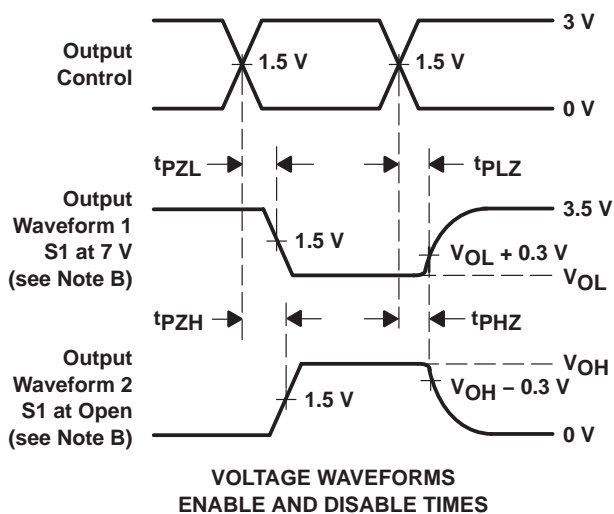 3 V
Output
Control
1.5 V
1.5 V
0 V
tPZL
tPLZ
Output
Waveform 1
S1 at 7 V
(see Note B)
3.5 V
1.5 V
VOL + 0.3 V
VOL
tPZH
tPHZ
Output
Waveform 2
S1 at Open
(see Note B)
VOH
VOH – 0.3 V
1.5 V
0 V
VOLTAGE WAVEFORMS
ENABLE AND DISABLE TIMES